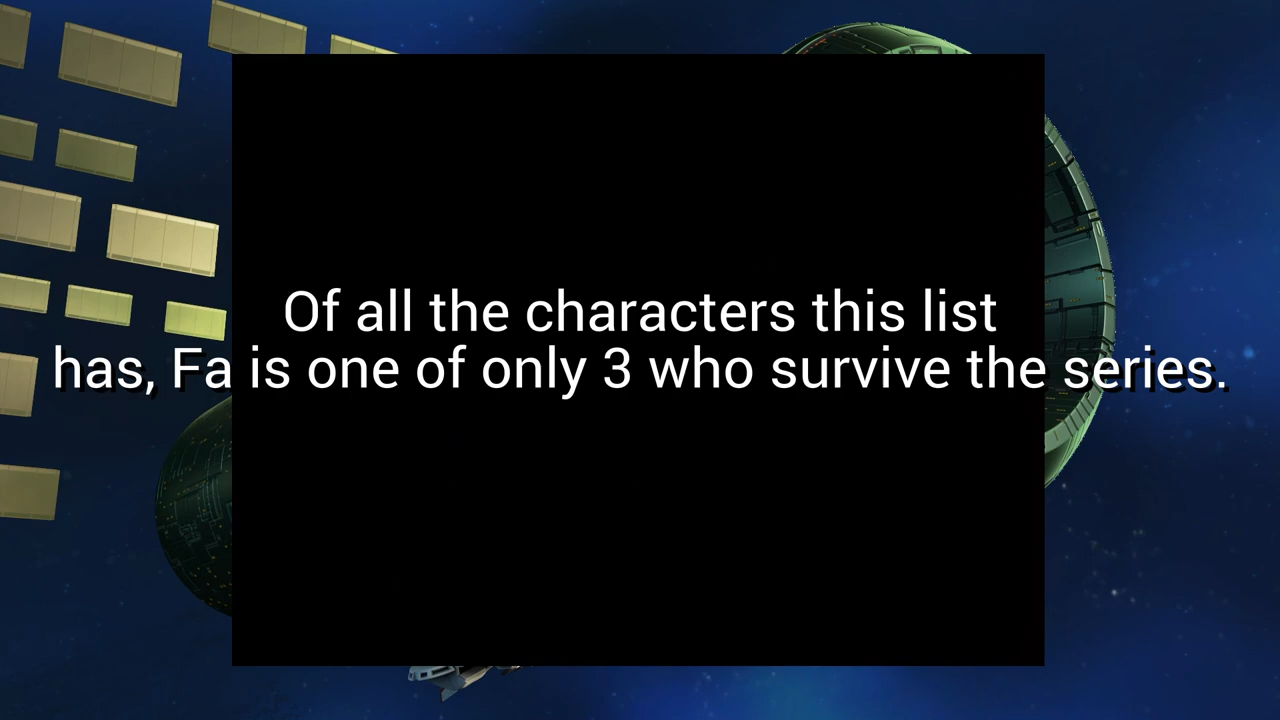 Of all the characters this list
has, Fa is one of only 3 who survive the series.